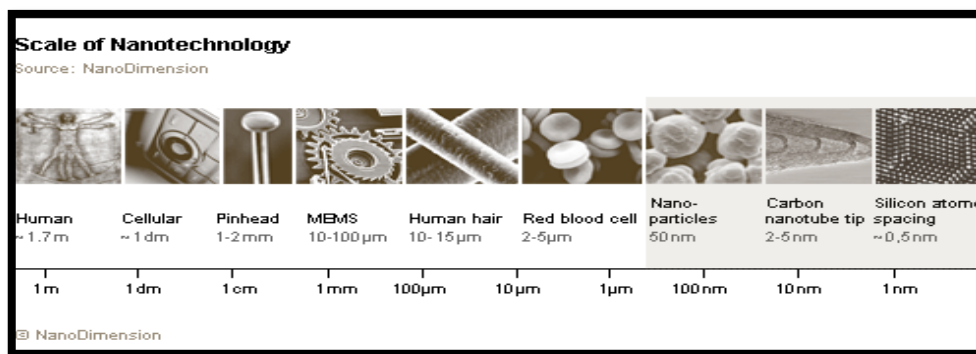 Scale of Nanotechnology
Source: NanoDimension
Human
~1.7m
Cellular
~1dm
Pinhead
1-2mm
MEMS
10-100µm
Human hair
10-15µm
Red blood cell
2-5µm
Nano-
particles
50nm
Carbon
nanotube tip
2-5nm
Silicon atome
spacing
~0,5nm
1m
1dm
1cm
1mm
100µm
10µm
1µm
100nm
10nm
1nm
© NanoDimension